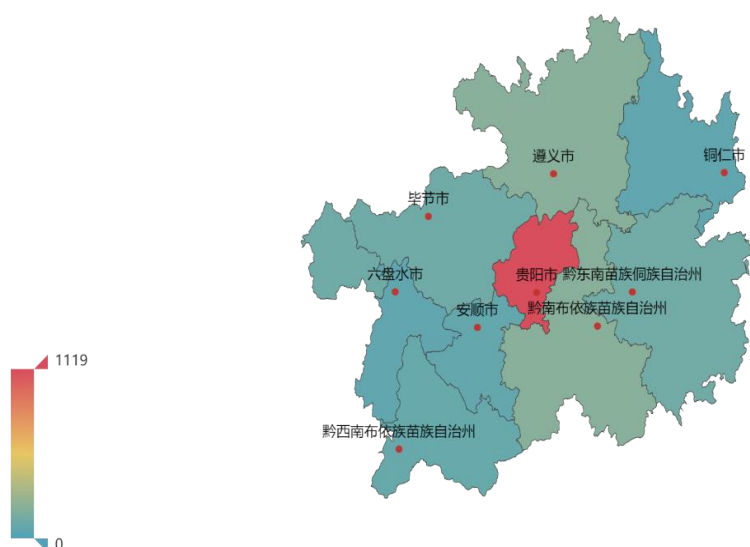 遵义市
铜仁市
毕节市
六盘水市
贵阳市
黔东南苗族侗族自治州
安顺市
黔南布依族苗族自治州
1119
黔西南布依族苗族自治州
0